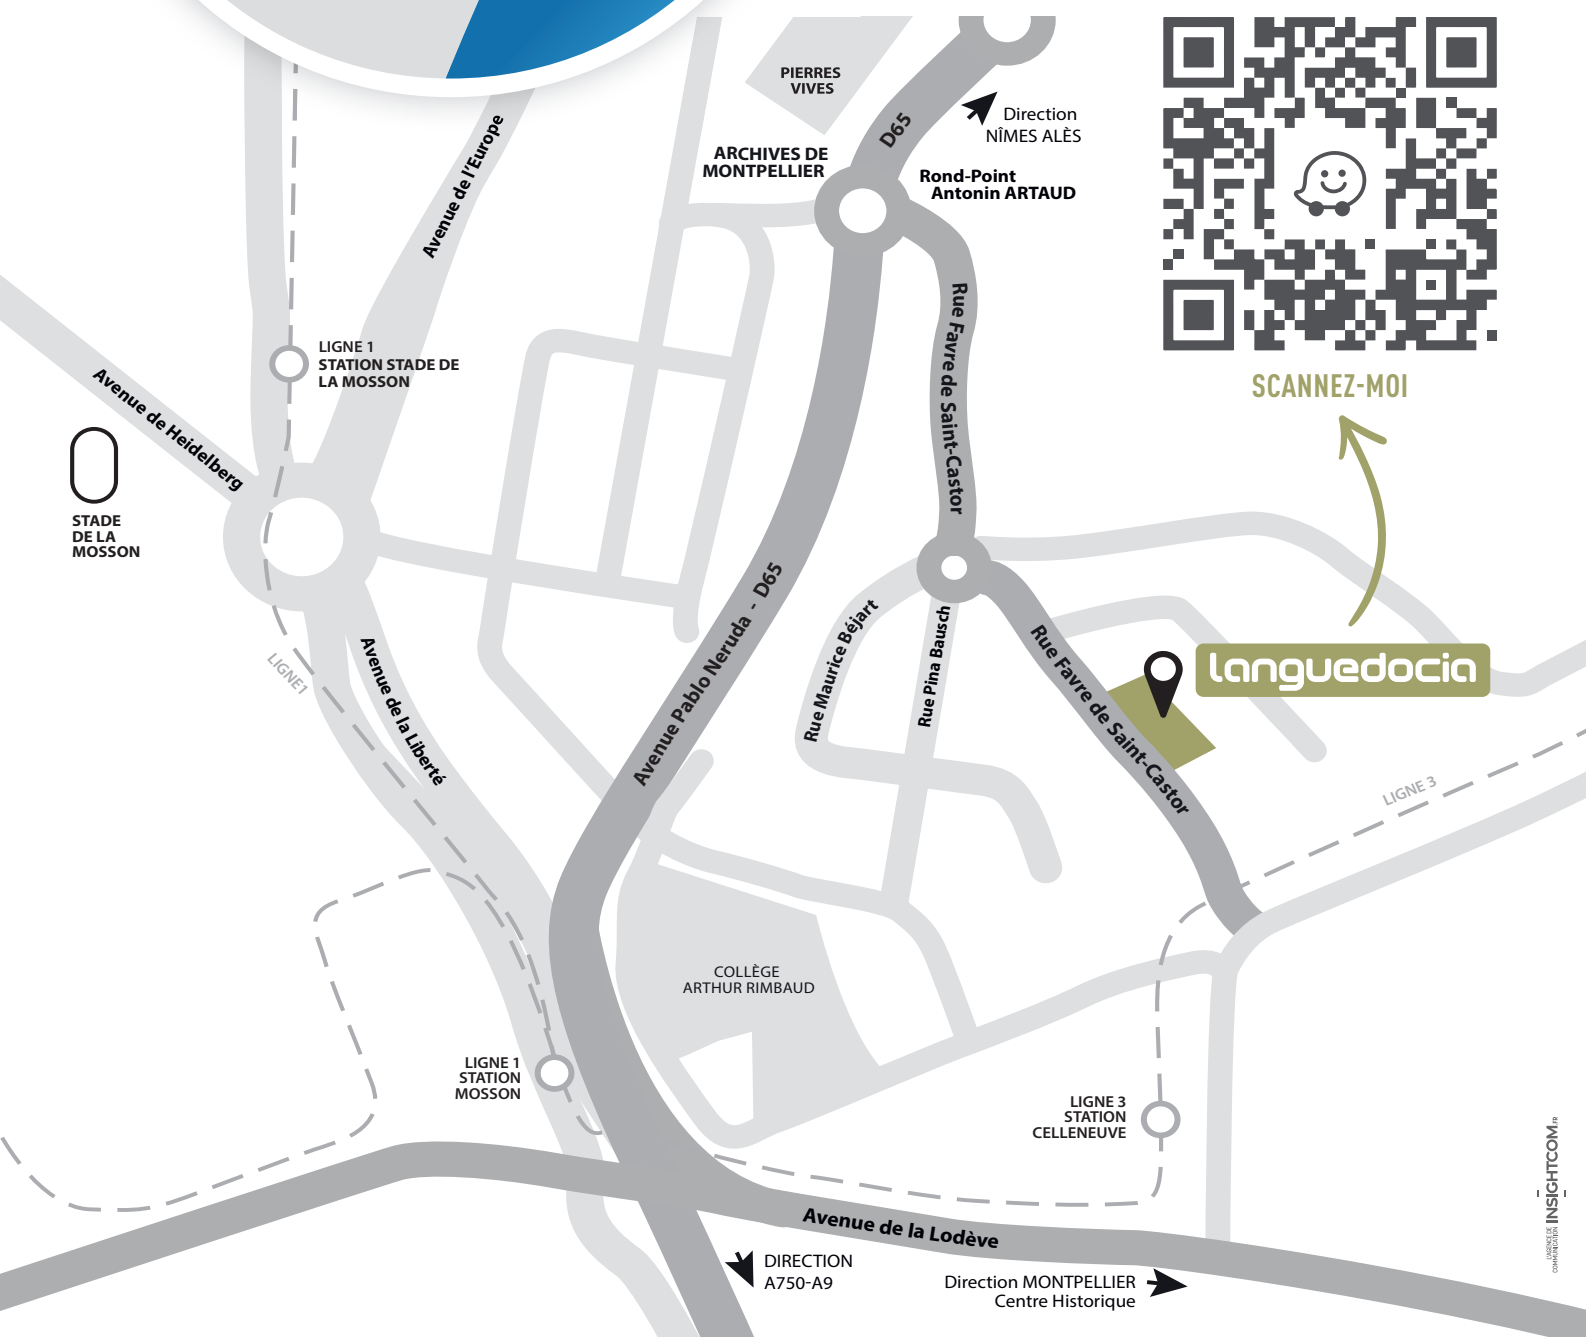 PIERRES
VIVES
D65
Direction
NÎMES ALÈS
ARCHIVES DE
MONTPELLIER
Rond-Point
Antonin ARTAUD
Avenue de l'Europe
Rue Favre de Saint-Castor
LIGNE 1
STATION STADE DE
LA MOSSON
SCANNEZ-MOI
Avenue de Heidelberg
STADE
DE LA
MOSSON
Avenue Pablo Neruda - D65
Rue Maurice Béjart
Rue Pina Bausch
Rue Favre de Saint-Castor
languedocia
LIGNE1
Avenue de la Liberté
LIGNE 3
COLLÈGE
ARTHUR RIMBAUD
LIGNE 1
STATION
MOSSON
LIGNE 3
STATION
CELLENEUVE
Avenue de la Lodève
DIRECTION
A750-A9
Direction MONTPELLIER
Centre Historique
L'AGENCE DE
COMMUNICATION
INSIGHTCOM.FR